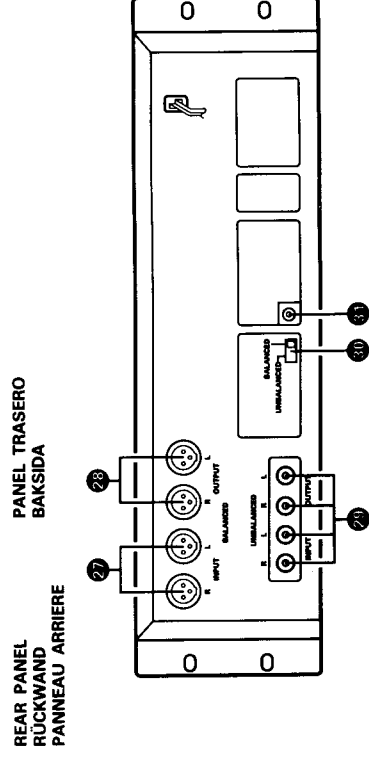 REAR PANEL
RÜCKWAND
PANNEAU ARRIERE
PANEL TRASERO
BAKSIDA
27 28
R L R L
INPUT OUTPUT
BALANCED
UNBALANCED
R L R L
INPUT OUTPUT
BALANCED
UNBALANCED
29 30 31